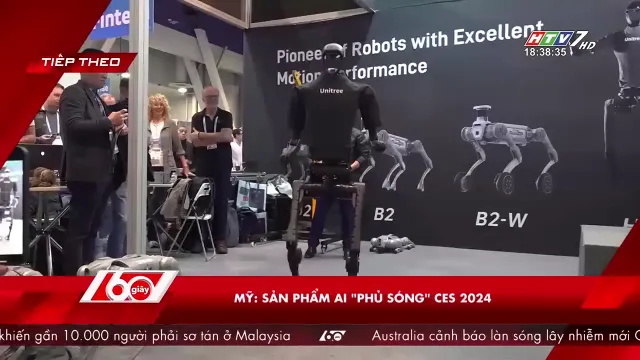 TIẾP THEO
HTV7 HD
18:38:35
Pioneer of Robots with Excellent
Motion Performance
Unitree
B2
B2-W
60 giây
MỸ: SẢN PHẨM AI "PHỦ SÓNG" CES 2024
khiến gần 10.000 người phải sơ tán ở Malaysia
60
Australia cảnh báo làn sóng lây nhiễm mới